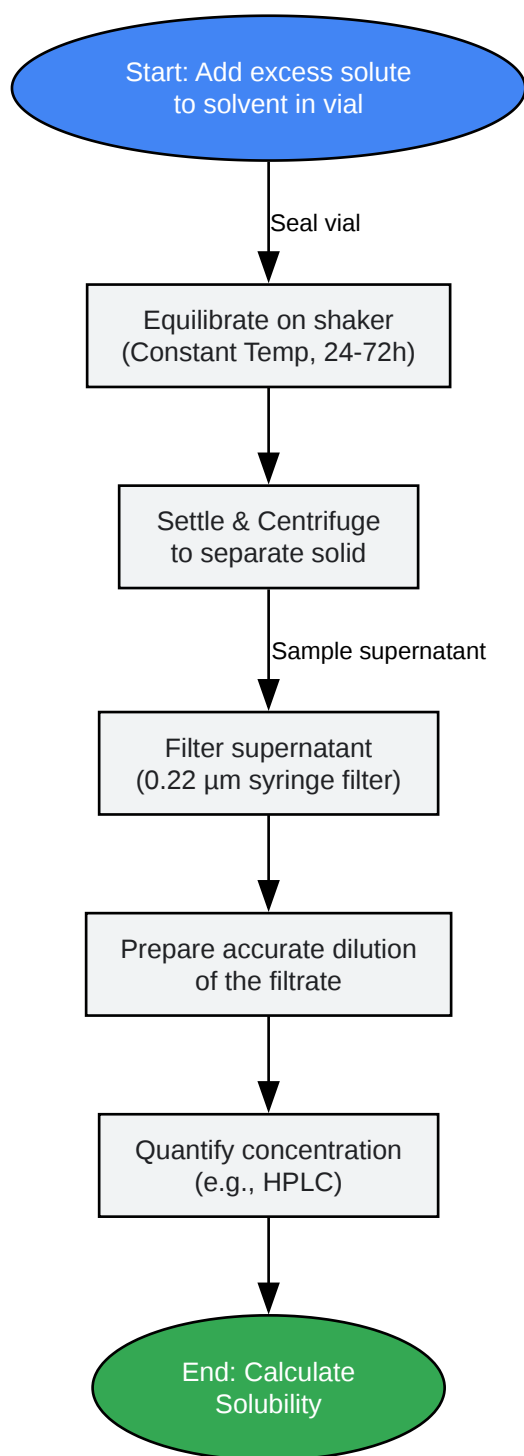 Start: Add excess solute
to solvent in vial
Seal vial
Equilibrate on shaker
(Constant Temp, 24-72h)
Settle & Centrifuge
to separate solid
Sample supernatant
Filter supernatant
(0.22 µm syringe filter)
Prepare accurate dilution
of the filtrate
Quantify concentration
(e.g., HPLC)
End: Calculate
Solubility